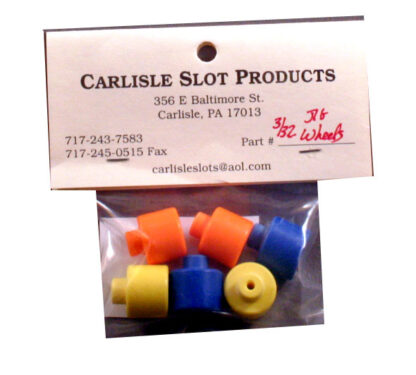 CARLISLE SLOT PRODUCTS
356 E Baltimore St.
Carlisle, PA 17013
717-243-7583
717-245-0515 Fax
Part # 3/32 JIG Wheels
carlisleslots@aol.com